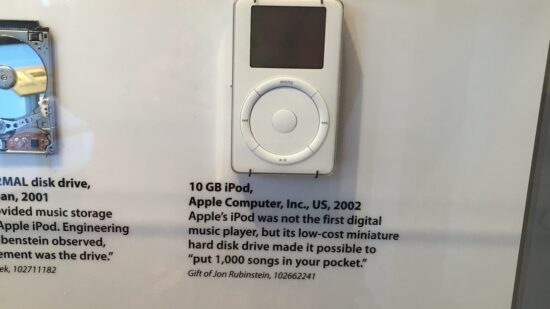 RMAL disk drive,
an, 2001
ovided music storage
Apple iPod. Engineering
ubenstein observed,
ement was the drive.”
ek, 102711182
10 GB iPod,
Apple Computer, Inc., US, 2002
Apple’s iPod was not the first digital
music player, but its low-cost miniature
hard disk drive made it possible to
“put 1,000 songs in your pocket.”
Gift of Jon Rubinstein, 102662241